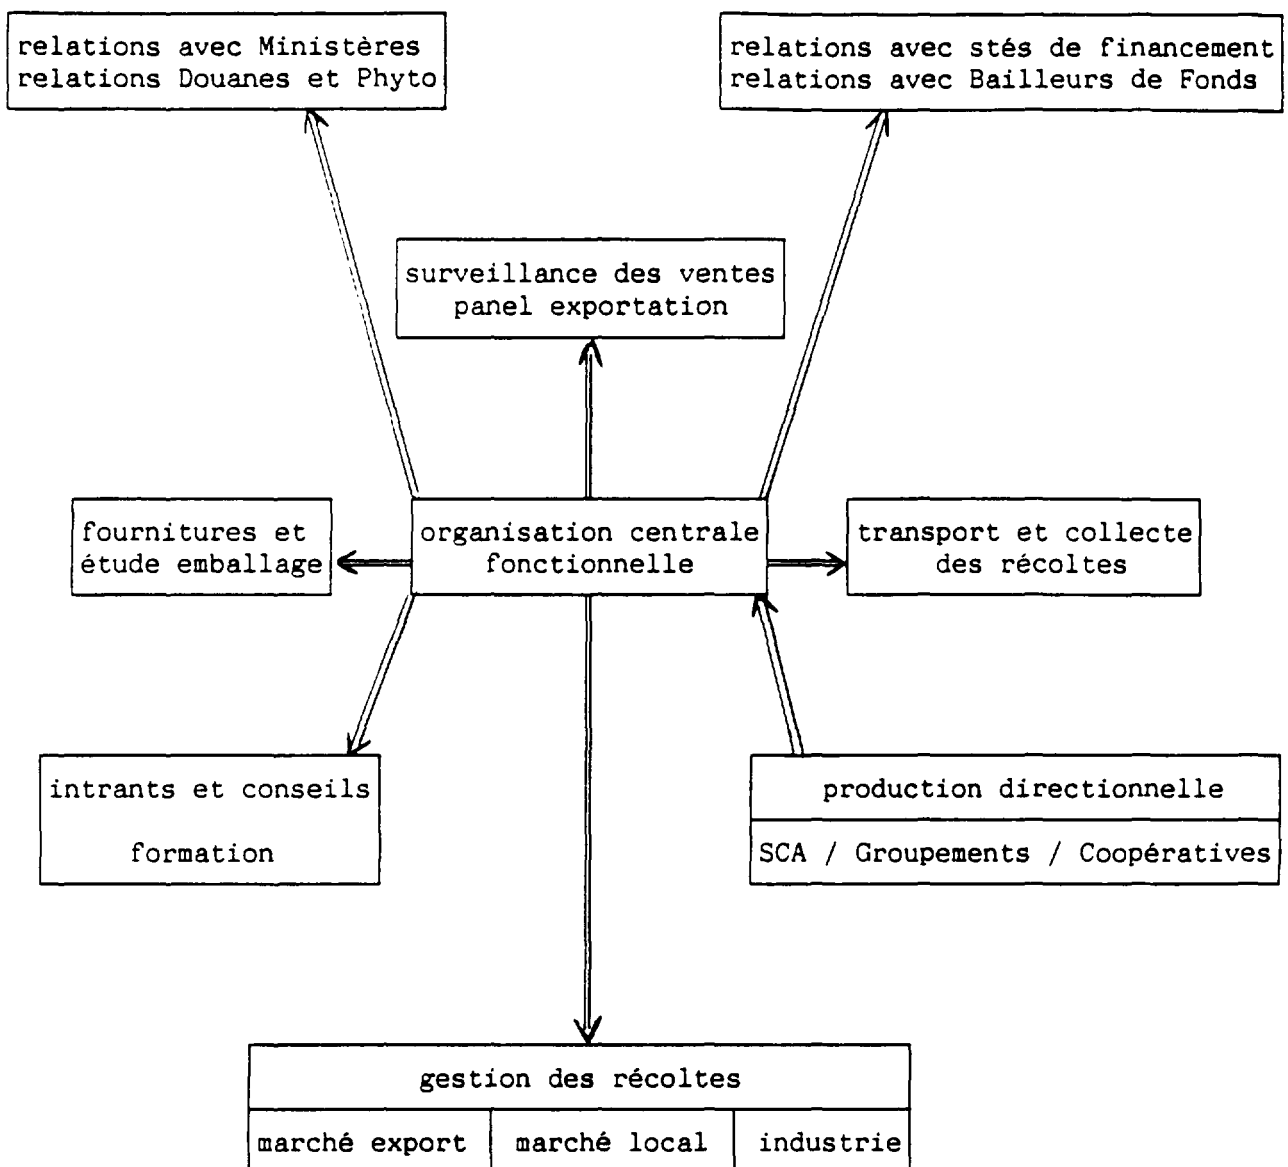 relations avec Ministères
relations Douanes et Phyto
relations avec stés de financement
relations avec Bailleurs de Fonds
surveillance des ventes
panel exportation
fournitures et
étude emballage
organisation centrale
fonctionnelle
transport et collecte
des récoltes
intrants et conseils
formation
production directionnelle
SCA / Groupements / Coopératives
gestion des récoltes
marché export
marché local
industrie